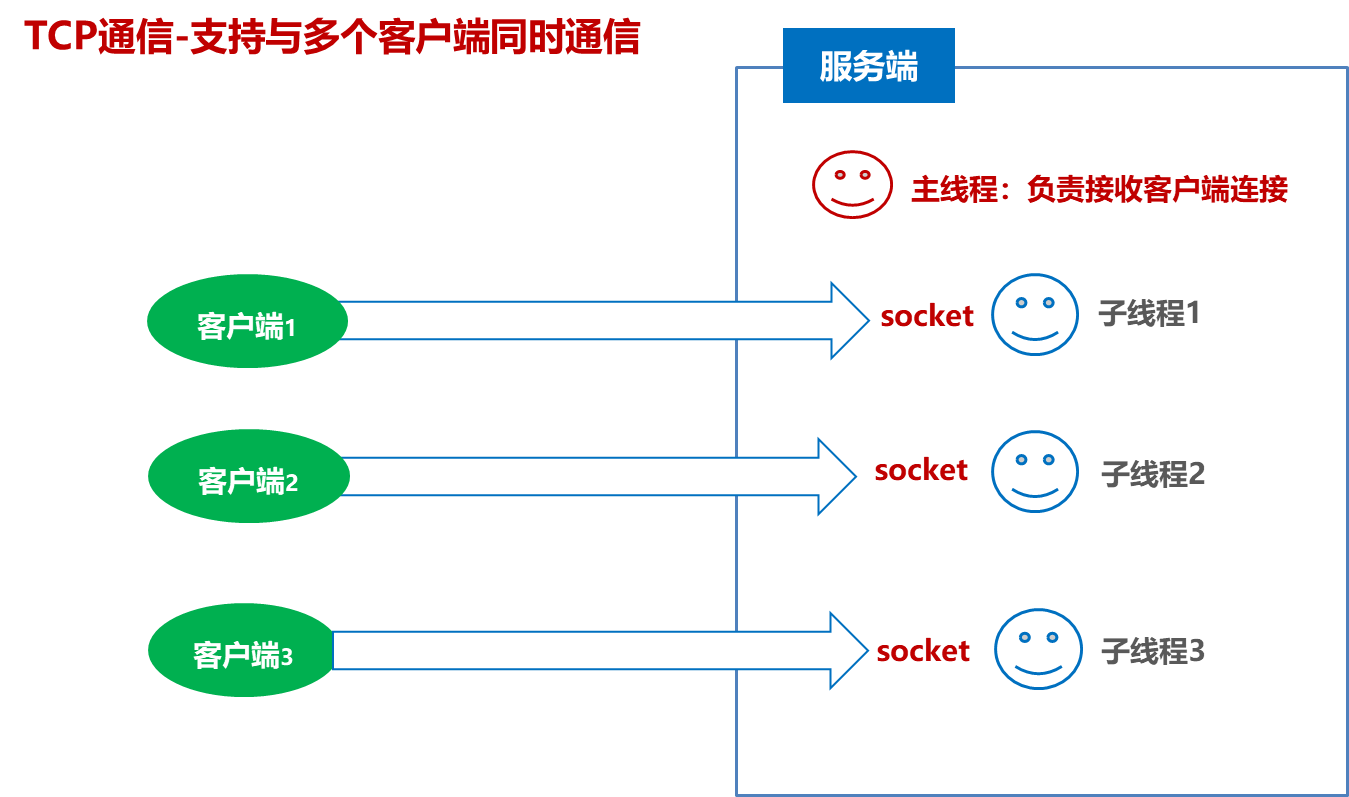 TCP通信-支持与多个客户端同时通信
服务端
主线程：负责接收客户端连接
客户端1
socket
子线程1
客户端2
socket
子线程2
客户端3
socket
子线程3